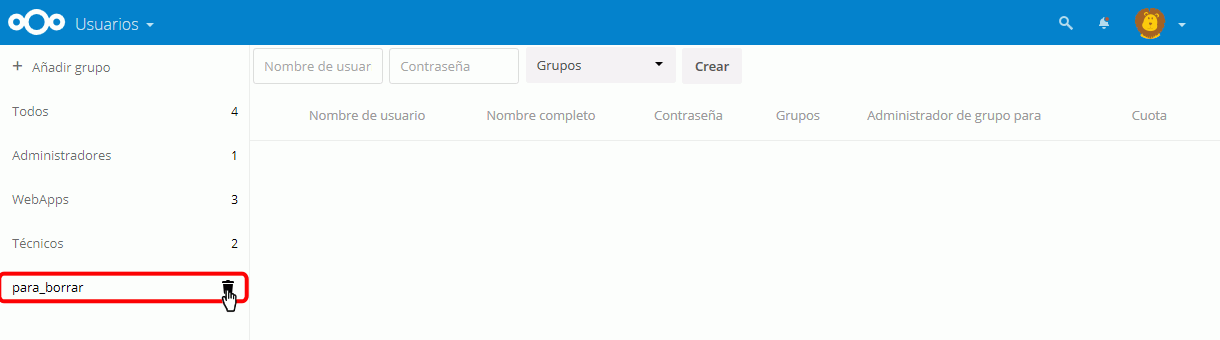 Usuarios
+ Añadir grupo
Nombre de usuar Contraseña Grupos Crear
Todos 4
Nombre de usuario Nombre completo Contraseña Grupos Administrador de grupo para Cuota
Administradores 1
WebApps 3
Técnicos 2
para_borrar